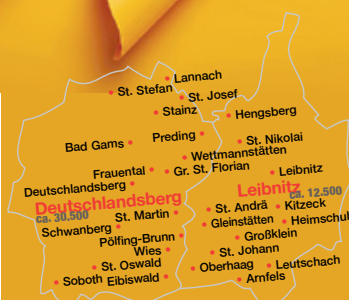 Lannach
St. Stefan
St. Josef
Stainz
Hengsberg
Preding
Bad Gams
St. Nikolai
Wettmannstätten
Frauental
Gr. St. Florian
Leibnitz
Deutschlandsberg
Deutschlandsberg
Leibnitz
ca. 30.500
ca. 12.500
St. Martin
St. Andrä
Kitzeck
Schwanberg
Gleinstätten
Heimschuh
Pölfing-Brunn
Großklein
Wies
St. Johann
St. Oswald
Oberhaag
Leutschach
Soboth
Eibiswald
Arnfels